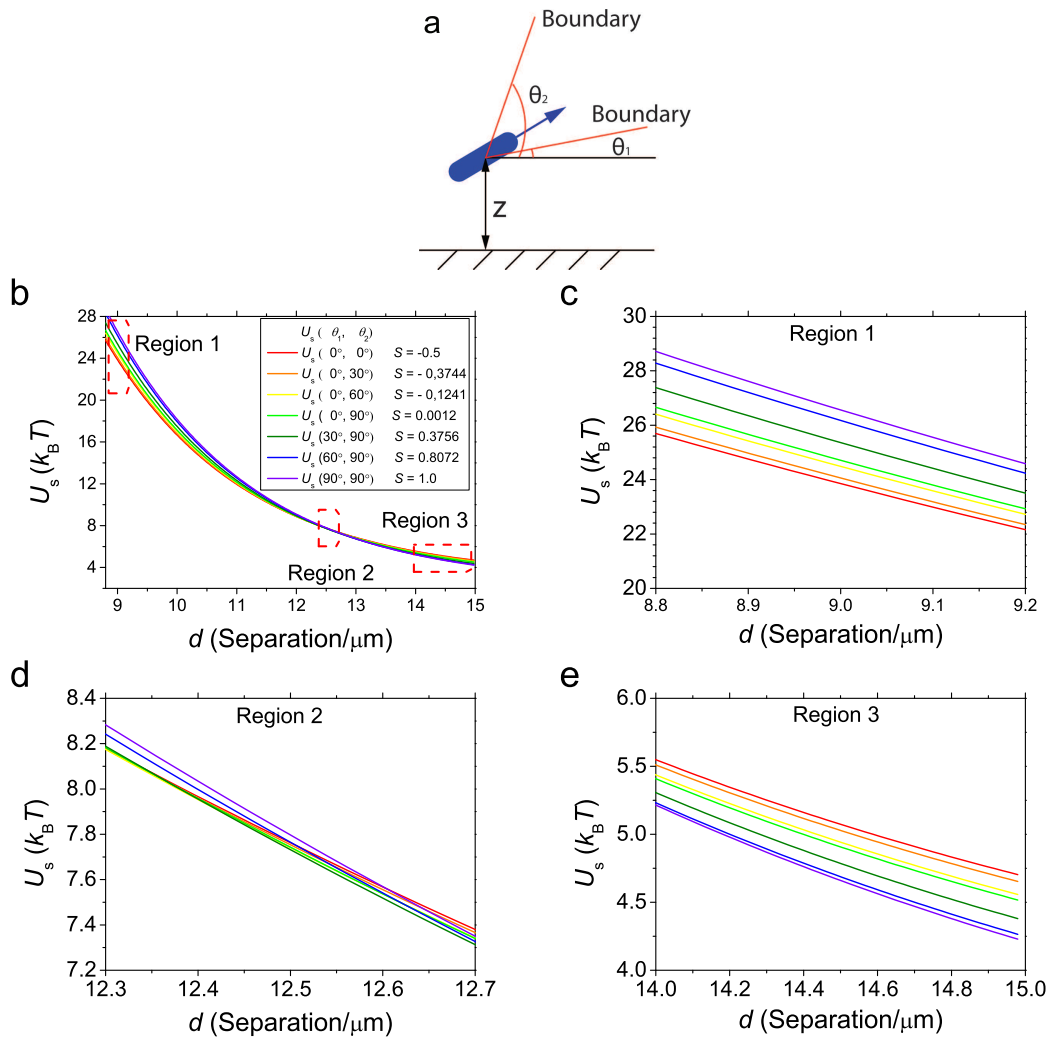 a
Boundary
θ2
Boundary
θ1
z
b
28
24
20
16
12
8
4
Us (kBT)
Region 1
Us ( θ1, θ2)
Us ( 0°, 0°) S = -0.5
Us ( 0°, 30°) S = - 0,3744
Us ( 0°, 60°) S = - 0,1241
Us ( 0°, 90°) S = 0.0012
Us (30°, 90°) S = 0.3756
Us (60°, 90°) S = 0.8072
Us (90°, 90°) S = 1.0
Region 3
Region 2
9 10 11 12 13 14 15
d (Separation/μm)
c
Region 1
30
28
26
24
22
20
Us (kBT)
8.8 8.9 9.0 9.1 9.2
d (Separation/μm)
d
Region 2
8.4
8.2
8.0
7.8
7.6
7.4
7.2
Us (kBT)
12.3 12.4 12.5 12.6 12.7
d (Separation/μm)
e
Region 3
6.0
5.5
5.0
4.5
4.0
Us (kBT)
14.0 14.2 14.4 14.6 14.8 15.0
d (Separation/μm)